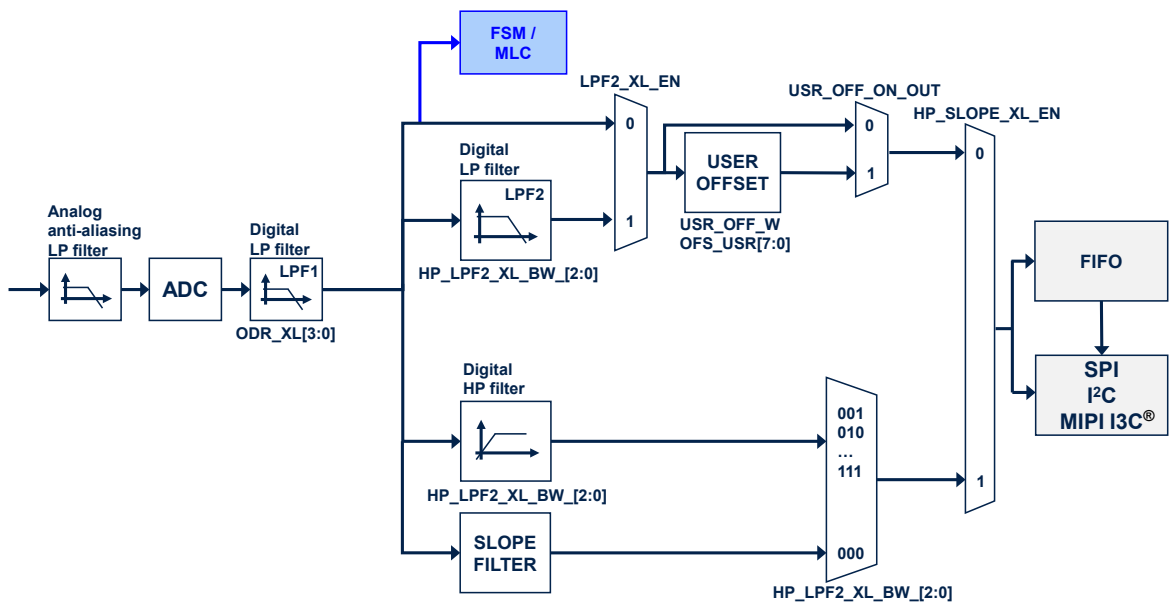 FSM /
MLC
LPF2_XL_EN
0
1
USR_OFF_ON_OUT
0
1
HP_SLOPE_XL_EN
0
1
Digital
LP filter
LPF2
HP_LPF2_XL_BW_[2:0]
USER
OFFSET
USR_OFF_W
OFS_USR[7:0]
Analog
anti-aliasing
LP filter
ADC
Digital
LP filter
LPF1
ODR_XL[3:0]
FIFO
SPI
I²C
MIPI I3C®
Digital
HP filter
HP_LPF2_XL_BW_[2:0]
SLOPE
FILTER
001
010
...
111
000
HP_LPF2_XL_BW_[2:0]